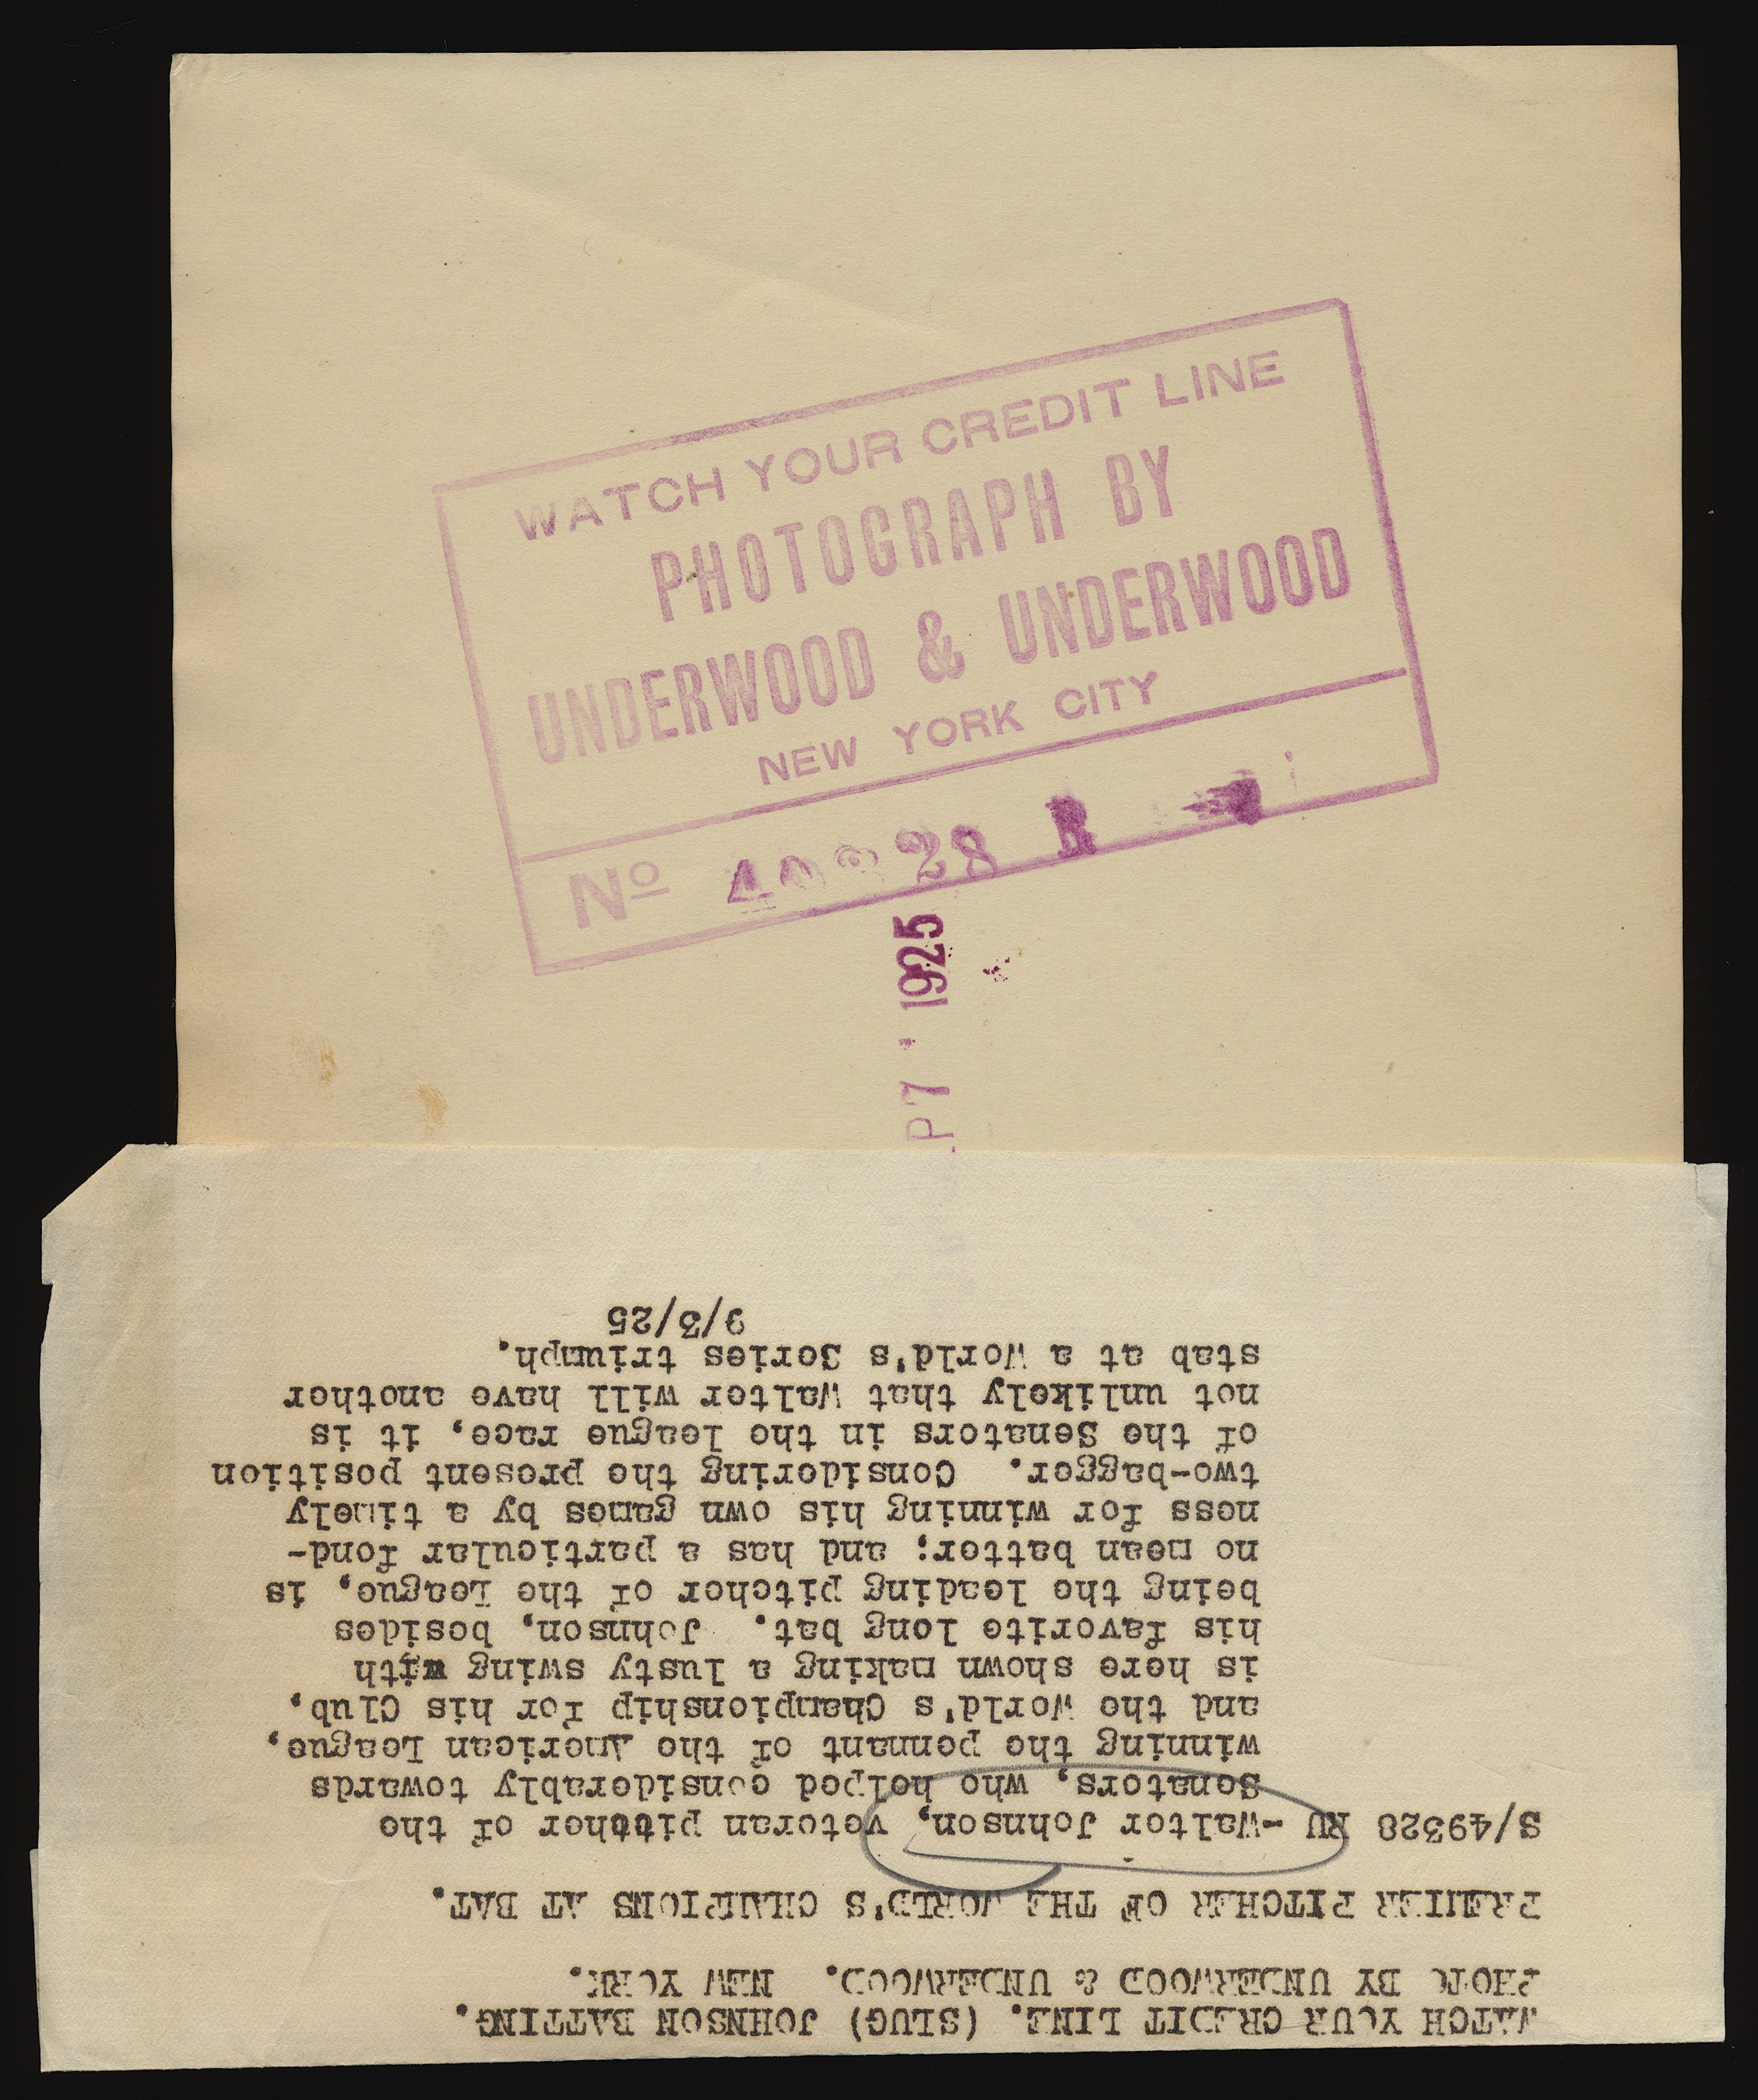 WATCH YOUR CREDIT LINE
PHOTOGRAPH BY
UNDERWOOD & UNDERWOOD
NEW YORK CITY
No 49328 R
P 7 1925
WATCH YOUR CREDIT LINE. (SLUG) JOHNSON BATTING.
PHOTO BY UNDERWOOD & UNDERWOOD. NEW YORK.
PREMIER PITCHER OF THE WORLD'S CHAMPIONS AT BAT.
S/49328 RU -Walter Johnson, veteran pitcher of the
Senators, who helped considerably towards
winning the pennant of the American League,
and the World's Championship for his Club,
is here shown making a lusty swing with
his favorite long bat. Johnson, besides
being the leading pitcher of the League, is
no mean batter; and has a particular fond-
ness for winning his own games by a timely
two-bagger. Considering the present position
of the Senators in the league race, it is
not unlikely that Walter will have another
stab at a World's Series triumph.
9/3/25